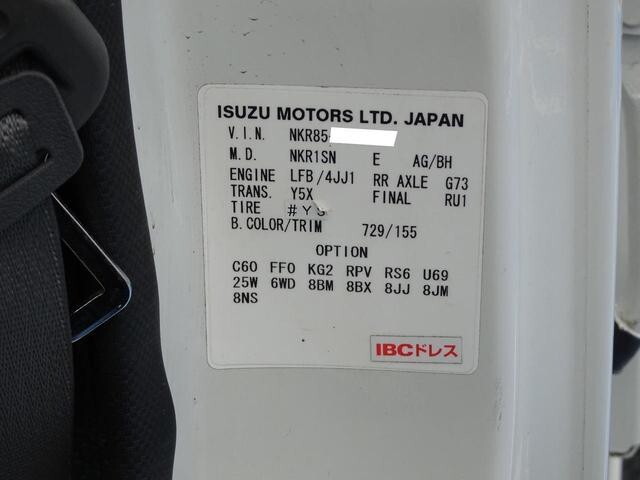 ISUZU MOTORS LTD. JAPAN
V.I.N. NKR85-
M.D. NKR1SN E AG/BH
ENGINE LFB/4JJ1 RR AXLE G73
TRANS. Y5X FINAL RU1
TIRE
B.COLOR/TRIM 729/155
OPTION
C60 FF0 KG2 RPV RS6 U69
25W 6WD 8BM 8BX 8JJ 8JM
8NS
IBCドレス